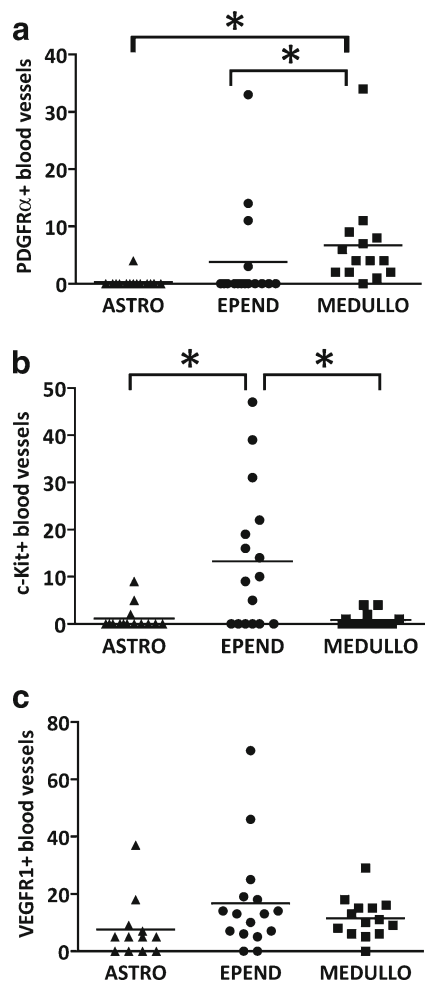 a
*
*
PDGFRα+ blood vessels
40
30
20
10
0
ASTRO EPEND MEDULLO
b
*
*
c-Kit+ blood vessels
50
40
30
20
10
0
ASTRO EPEND MEDULLO
c
VEGFR1+ blood vessels
80
60
40
20
0
ASTRO EPEND MEDULLO